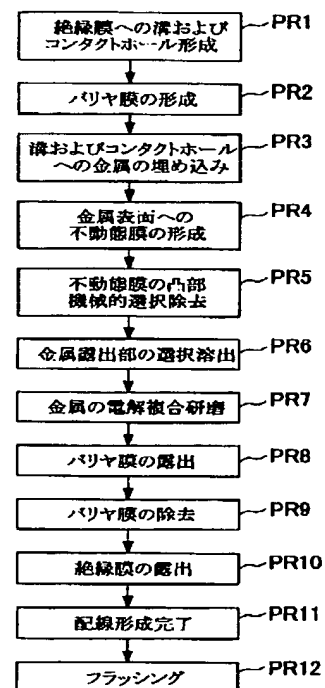 絶縁膜への溝および
コンタクトホール形成
PR1
バリヤ膜の形成
PR2
溝およびコンタクトホール
への金属の埋め込み
PR3
金属表面への
不動態膜の形成
PR4
不動態膜の凸部
機械的選択除去
PR5
金属露出部の選択溶出
PR6
金属の電解複合研磨
PR7
バリヤ膜の露出
PR8
バリヤ膜の除去
PR9
絶縁膜の露出
PR10
配線形成完了
PR11
フラッシング
PR12